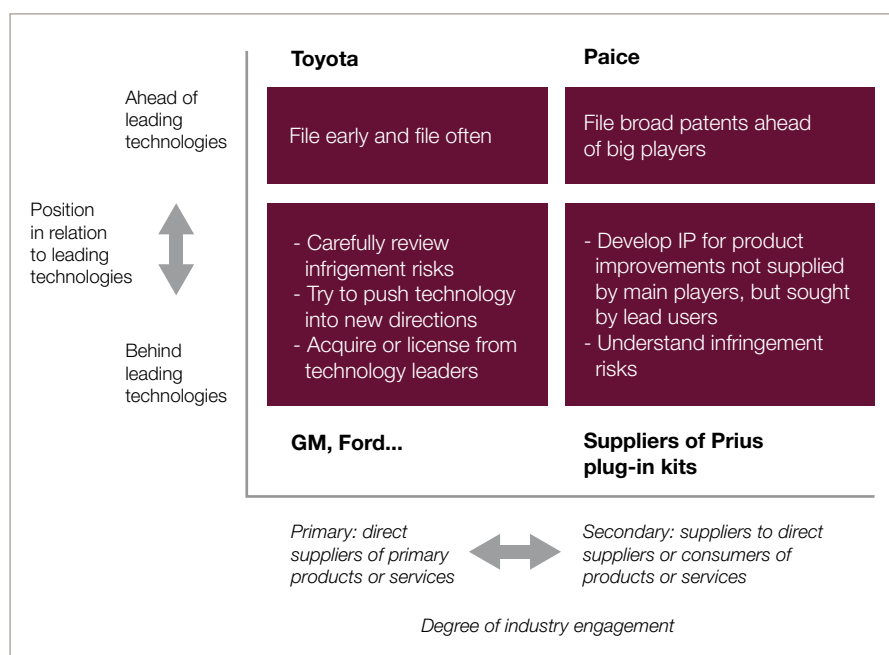 Toyota
Paice
Ahead of
leading
technologies
File early and file often
File broad patents ahead
of big players
Position
in relation
to leading
technologies
- Carefully review
infrigement risks
- Try to push technology
into new directions
- Acquire or license from
technology leaders
- Develop IP for product
improvements not supplied
by main players, but sought
by lead users
- Understand infringement
risks
Behind
leading
technologies
GM, Ford...
Suppliers of Prius
plug-in kits
Primary: direct
suppliers of primary
products or services
Secondary: suppliers to direct
suppliers or consumers of
products or services
Degree of industry engagement